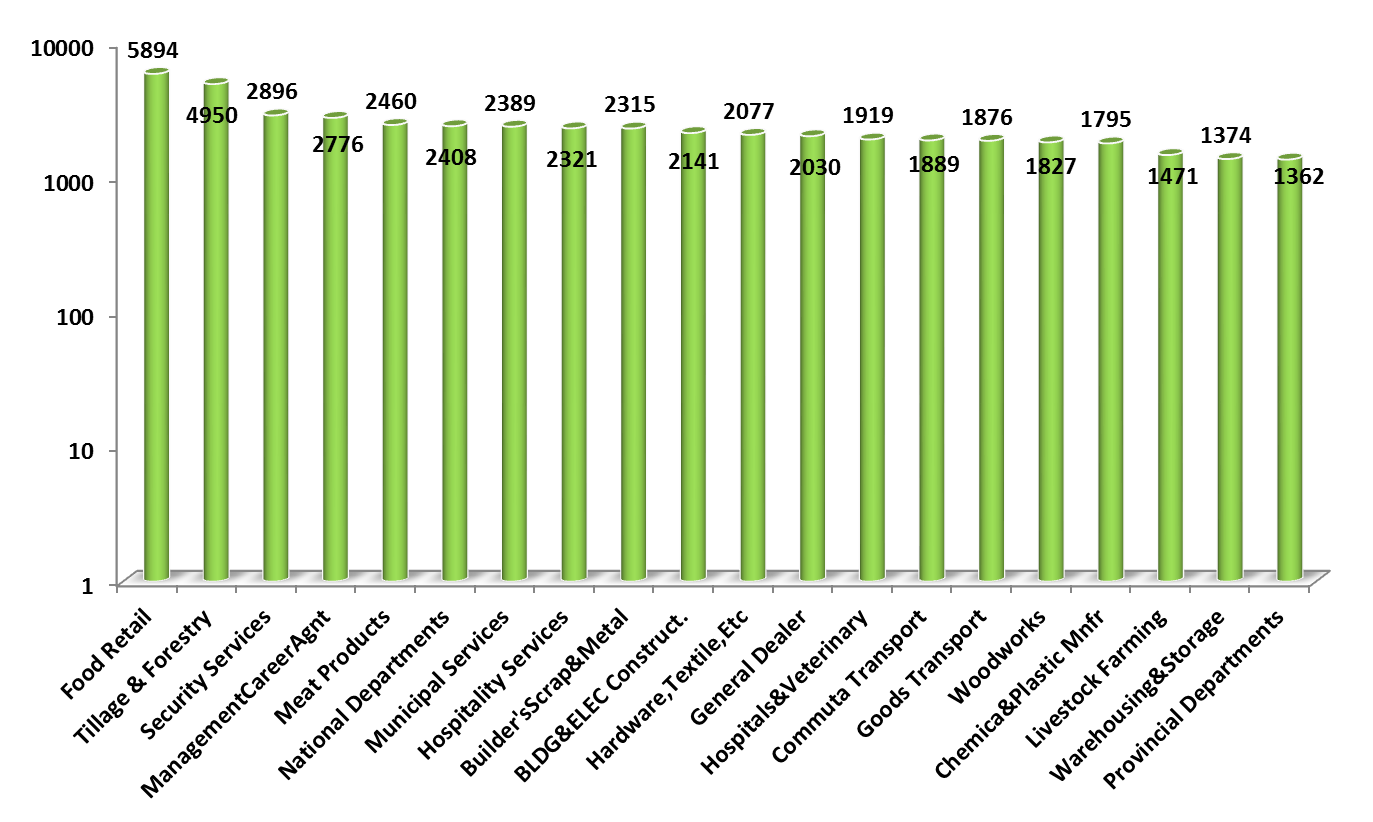 10000
1000
100
10
1
5894
4950
2896
2776
2460
2408
2389
2321
2315
2141
2077
2030
1919
1889
1876
1827
1795
1471
1374
1362
Food Retail
Tillage & Forestry
Security Services
ManagementCareerAgnt
Meat Products
National Departments
Municipal Services
Hospitality Services
Builder'sScrap&Metal
BLDG&ELEC Construct.
Hardware,Textile,Etc
General Dealer
Hospitals&Veterinary
Commuta Transport
Goods Transport
Woodworks
Chemica&Plastic Mnfr
Livestock Farming
Warehousing&Storage
Provincial Departments